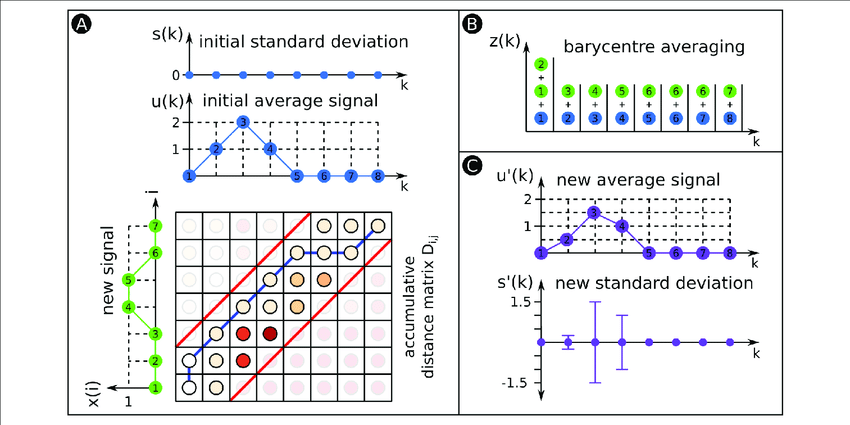 A
s(k)
initial standard deviation
0
k
u(k)
initial average signal
2
1
1 2 3 4 5 6 7 8
k
i
new signal
7
6
5
4
3
2
1
x(i)
1
accumulative
distance matrix Di,j
B
z(k)
barycentre averaging
2
+
1 3 4 5 6 6 6 7
+ + + + + + + +
1 2 3 4 5 6 7 8
k
C
u'(k)
new average signal
2
1
0
1 2 3 4 5 6 7 8
k
s'(k)
new standard deviation
1.5
k
-1.5